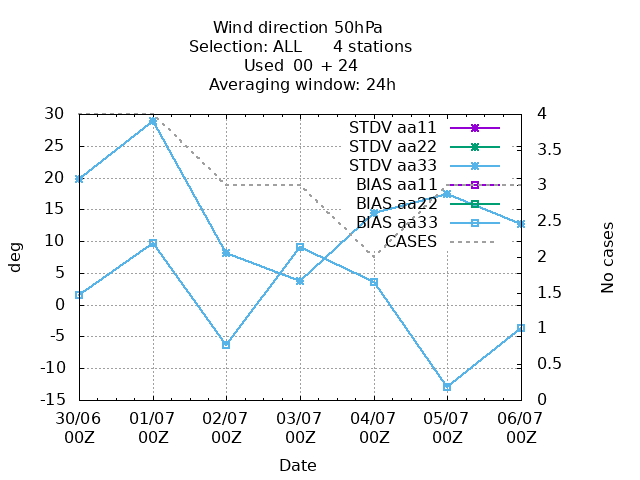 Wind direction 50hPa
Selection: ALL 4 stations
Used 00 + 24
Averaging window: 24h
30
25
20
15
10
5
0
-5
-10
-15
deg
4
3.5
3
2.5
2
1.5
1
0.5
0
No cases
STDV aa11
STDV aa22
STDV aa33
BIAS aa11
BIAS aa22
BIAS aa33
CASES
30/06 01/07 02/07 03/07 04/07 05/07 06/07
00Z 00Z 00Z 00Z 00Z 00Z 00Z
Date